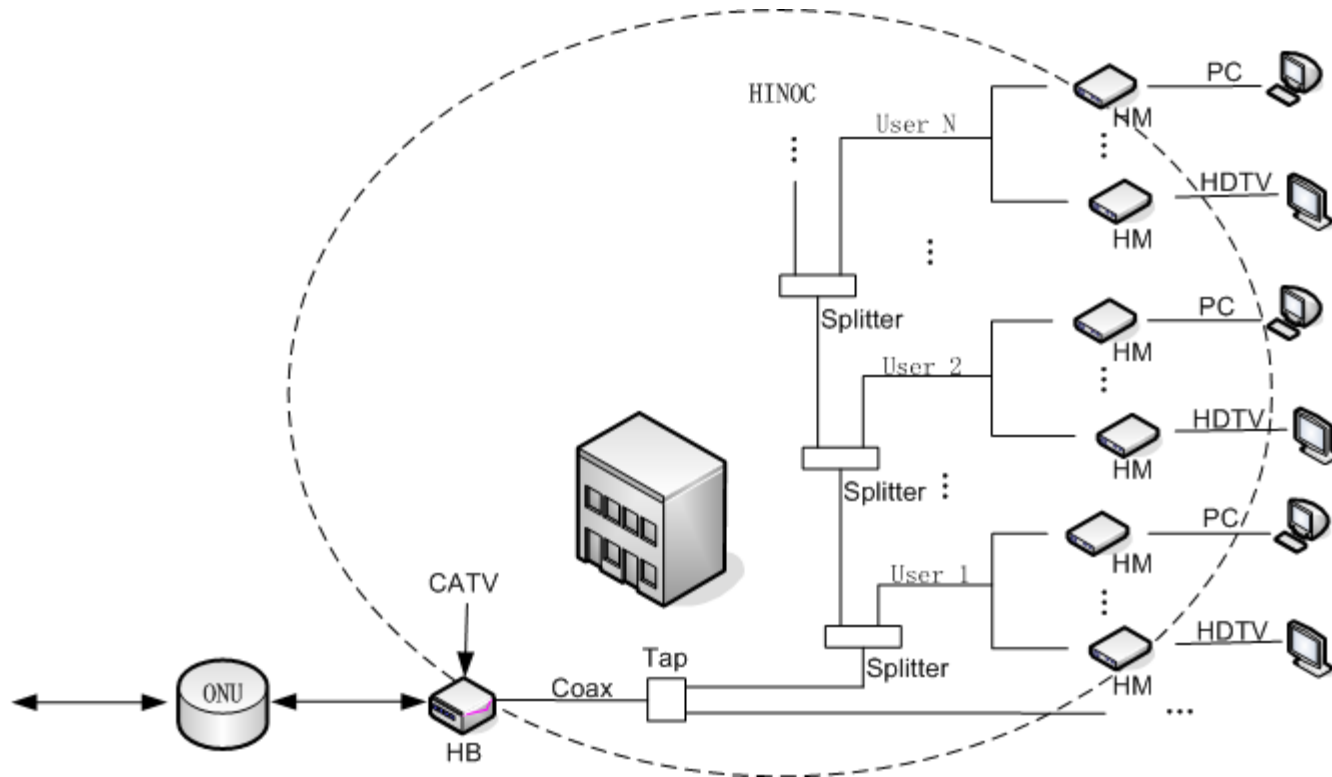 PC
HINOC
User N
HM
HDTV
HM
PC
Splitter
HM
User 2
HDTV
HM
Splitter
PC
HM
User 1
CATV
HDTV
Tap
Splitter
HM
ONU
Coax
HB